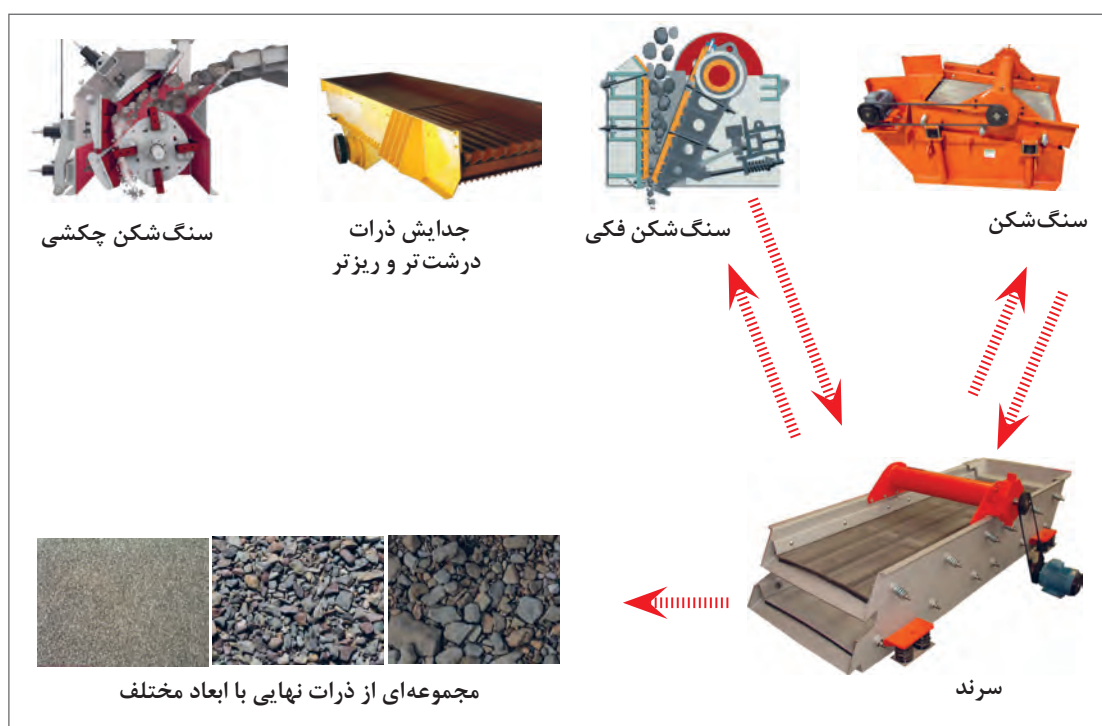 سنگ‌شکن
سنگ‌شکن فکی
جدایش ذرات
درشت‌تر و ریزتر
سنگ‌شکن چکشی
سرند
مجموعه‌ای از ذرات نهایی با ابعاد مختلف